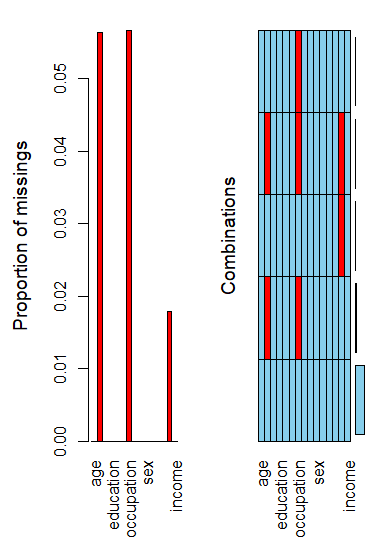 Proportion of missings
0.00
0.01
0.02
0.03
0.04
0.05
age
education
occupation
sex
income
Combinations
age
education
occupation
sex
income